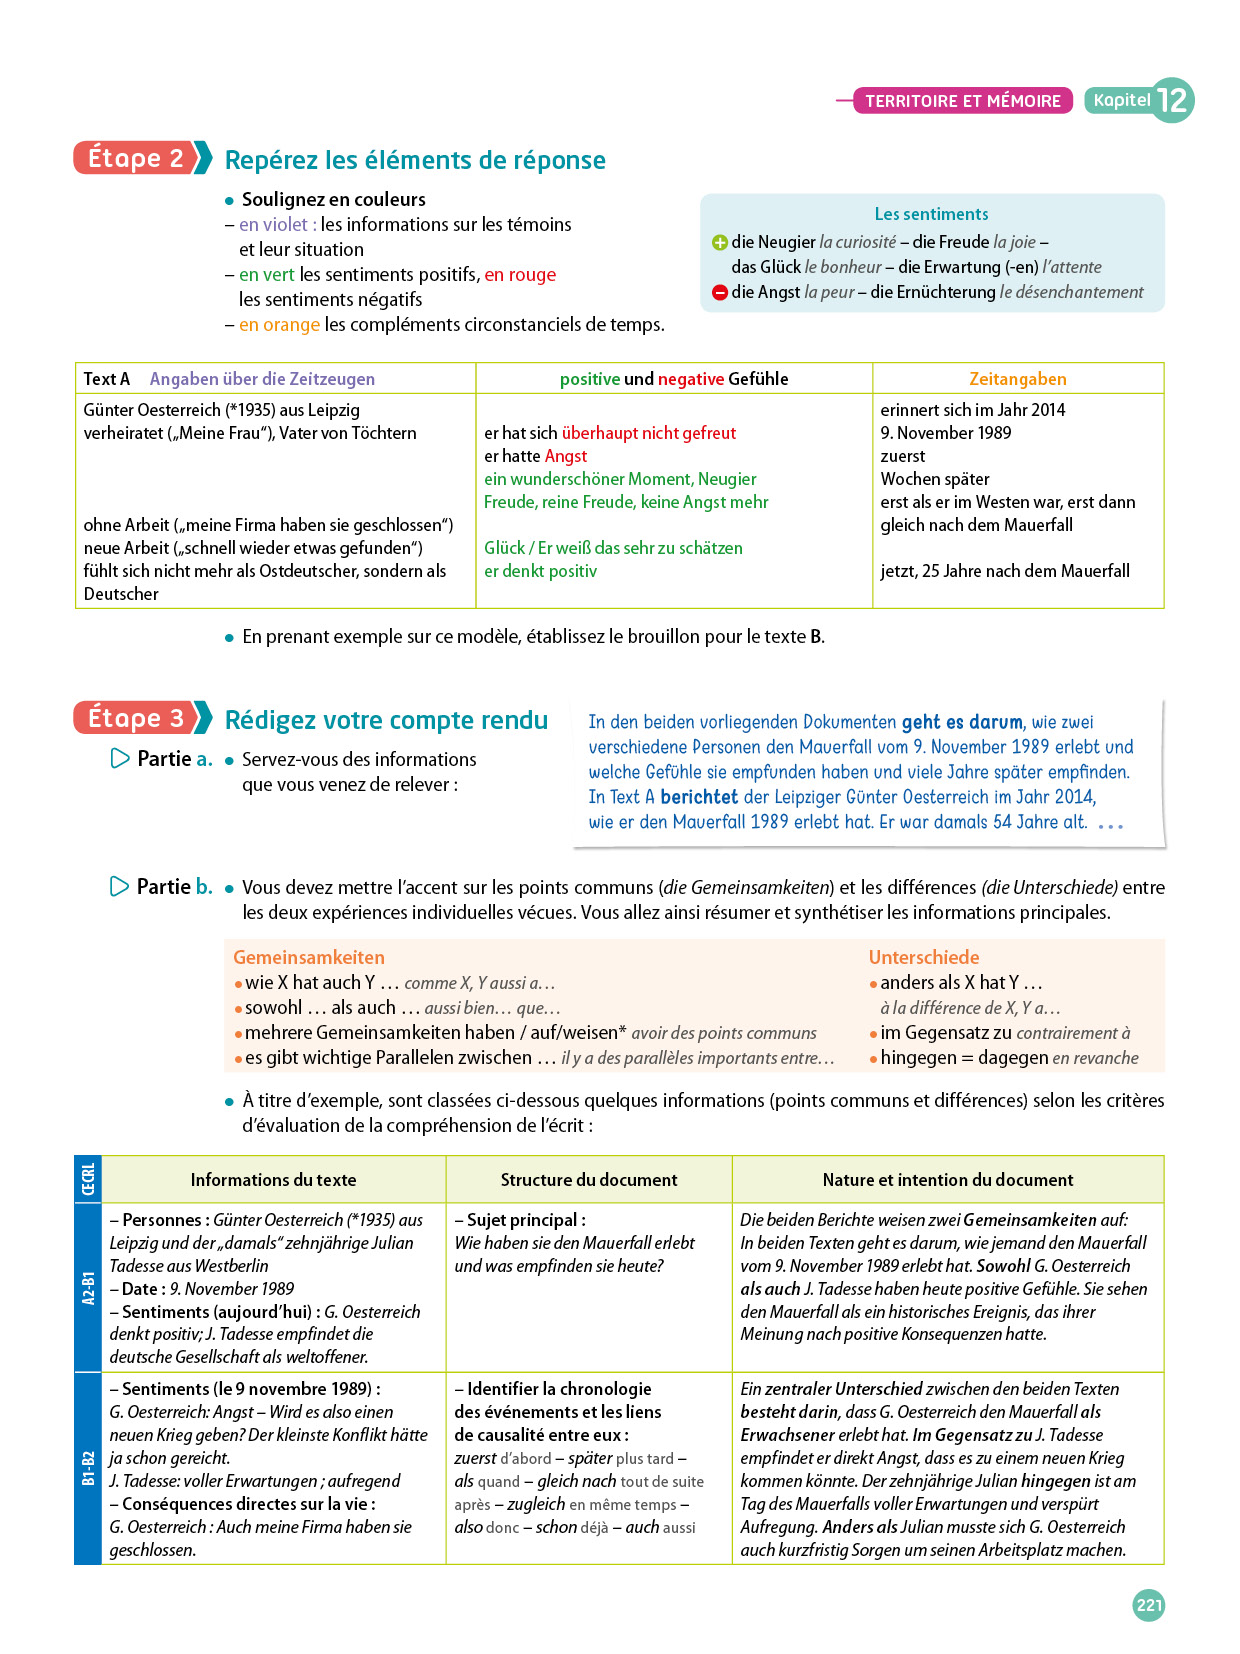 TERRITOIRE ET MÉMOIRE Kapitel 12
Étape 2 Repérez les éléments de réponse
• Soulignez en couleurs
– en violet : les informations sur les témoins
et leur situation
– en vert les sentiments positifs, en rouge
les sentiments négatifs
– en orange les compléments circonstanciels de temps.
Les sentiments
+ die Neugier la curiosité – die Freude la joie –
das Glück le bonheur – die Erwartung (-en) l'attente
– die Angst la peur – die Ernüchterung le désenchantement
Text A Angaben über die Zeitzeugen
Günter Oesterreich (*1935) aus Leipzig
verheiratet („Meine Frau“), Vater von Töchtern
ohne Arbeit („meine Firma haben sie geschlossen“)
neue Arbeit („schnell wieder etwas gefunden“)
fühlt sich nicht mehr als Ostdeutscher, sondern als
Deutscher
positive und negative Gefühle
er hat sich überhaupt nicht gefreut
er hatte Angst
ein wunderschöner Moment, Neugier
Freude, reine Freude, keine Angst mehr
Glück / Er weiß das sehr zu schätzen
er denkt positiv
Zeitangaben
erinnert sich im Jahr 2014
9. November 1989
zuerst
Wochen später
erst als er im Westen war, erst dann
gleich nach dem Mauerfall
jetzt, 25 Jahre nach dem Mauerfall
• En prenant exemple sur ce modèle, établissez le brouillon pour le texte B.
Étape 3 Rédigez votre compte rendu
Partie a. • Servez-vous des informations
que vous venez de relever :
In den beiden vorliegenden Dokumenten geht es darum, wie zwei
verschiedene Personen den Mauerfall vom 9. November 1989 erlebt und
welche Gefühle sie empfunden haben und viele Jahre später empfinden.
In Text A berichtet der Leipziger Günter Oesterreich im Jahr 2014,
wie er den Mauerfall 1989 erlebt hat. Er war damals 54 Jahre alt. ...
Partie b. • Vous devez mettre l'accent sur les points communs (die Gemeinsamkeiten) et les différences (die Unterschiede) entre
les deux expériences individuelles vécues. Vous allez ainsi résumer et synthétiser les informations principales.
Gemeinsamkeiten
• wie X hat auch Y … comme X, Y aussi a…
• sowohl … als auch … aussi bien… que…
• mehrere Gemeinsamkeiten haben / auf/weisen* avoir des points communs
• es gibt wichtige Parallelen zwischen … il y a des parallèles importants entre…
Unterschiede
• anders als X hat Y …
à la différence de X, Y a…
• im Gegensatz zu contrairement à
• hingegen = dagegen en revanche
• À titre d'exemple, sont classées ci-dessous quelques informations (points communs et différences) selon les critères
d'évaluation de la compréhension de l'écrit :
CECRL
Informations du texte
Structure du document
Nature et intention du document
A2-B1
– Personnes : Günter Oesterreich (*1935) aus
Leipzig und der „damals“ zehnjährige Julian
Tadesse aus Westberlin
– Date : 9. November 1989
– Sentiments (aujourd'hui) : G. Oesterreich
denkt positiv; J. Tadesse empfindet die
deutsche Gesellschaft als weltoffener.
– Sujet principal :
Wie haben sie den Mauerfall erlebt
und was empfinden sie heute?
Die beiden Berichte weisen zwei Gemeinsamkeiten auf:
In beiden Texten geht es darum, wie jemand den Mauerfall
vom 9. November 1989 erlebt hat. Sowohl G. Oesterreich
als auch J. Tadesse haben heute positive Gefühle. Sie sehen
den Mauerfall als ein historisches Ereignis, das ihrer
Meinung nach positive Konsequenzen hatte.
B1-B2
– Sentiments (le 9 novembre 1989) :
G. Oesterreich: Angst – Wird es also einen
neuen Krieg geben? Der kleinste Konflikt hätte
ja schon gereicht.
J. Tadesse: voller Erwartungen ; aufregend
– Conséquences directes sur la vie :
G. Oesterreich : Auch meine Firma haben sie
geschlossen.
– Identifier la chronologie
des événements et les liens
de causalité entre eux :
zuerst d'abord – später plus tard –
als quand – gleich nach tout de suite
après – zugleich en même temps –
also donc – schon déjà – auch aussi
Ein zentraler Unterschied zwischen den beiden Texten
besteht darin, dass G. Oesterreich den Mauerfall als
Erwachsener erlebt hat. Im Gegensatz zu J. Tadesse
empfindet er direkt Angst, dass es zu einem neuen Krieg
kommen könnte. Der zehnjährige Julian hingegen ist am
Tag des Mauerfalls voller Erwartungen und verspürt
Aufregung. Anders als Julian musste sich G. Oesterreich
auch kurzfristig Sorgen um seinen Arbeitsplatz machen.
221